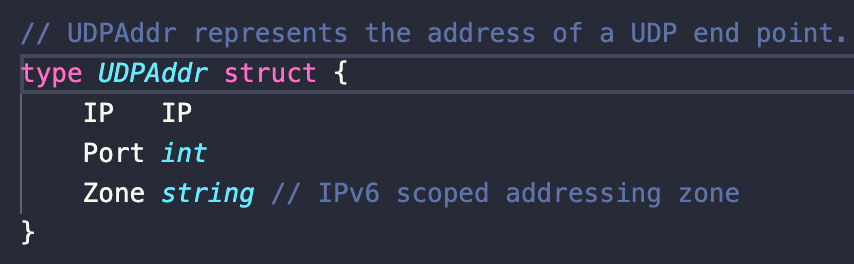 // UDPAddr represents the address of a UDP end point.
type UDPAddr struct {
    IP   IP
    Port int
    Zone string // IPv6 scoped addressing zone
}